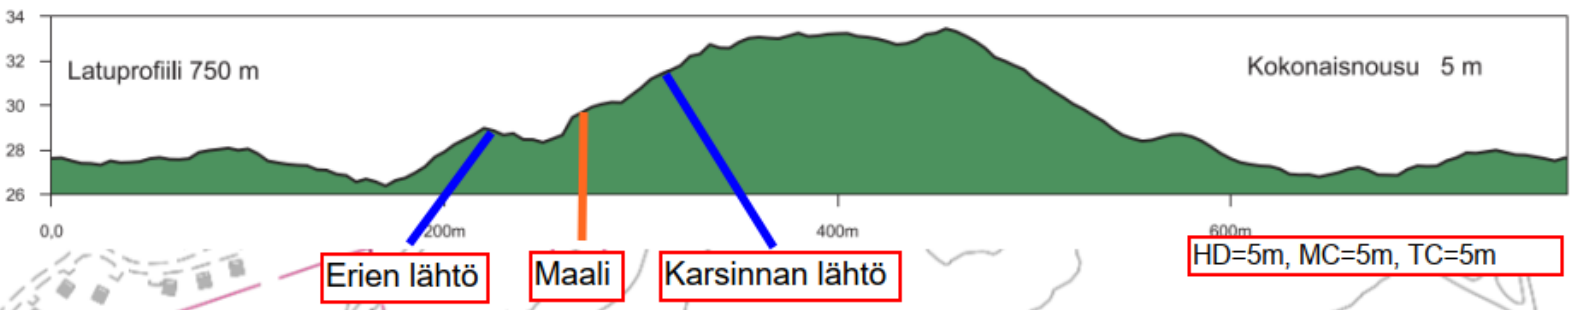 34
32
30
28
26
Latuprofiili 750 m
Kokonaisnousu 5 m
0,0
200m
400m
600m
Erien lähtö
Maali
Karsinnan lähtö
HD=5m, MC=5m, TC=5m